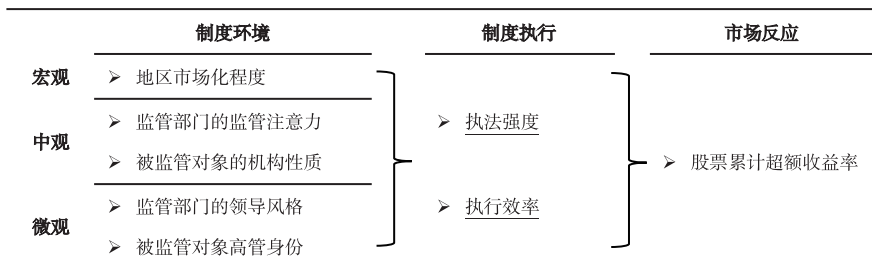 制度环境 制度执行 市场反应
宏观 ➢ 地区市场化程度
中观
➢ 监管部门的监管注意力
➢ 被监管对象的机构性质
微观
➢ 监管部门的领导风格
➢ 被监管对象高管身份
➢ 执法强度
➢ 执行效率
➢ 股票累计超额收益率